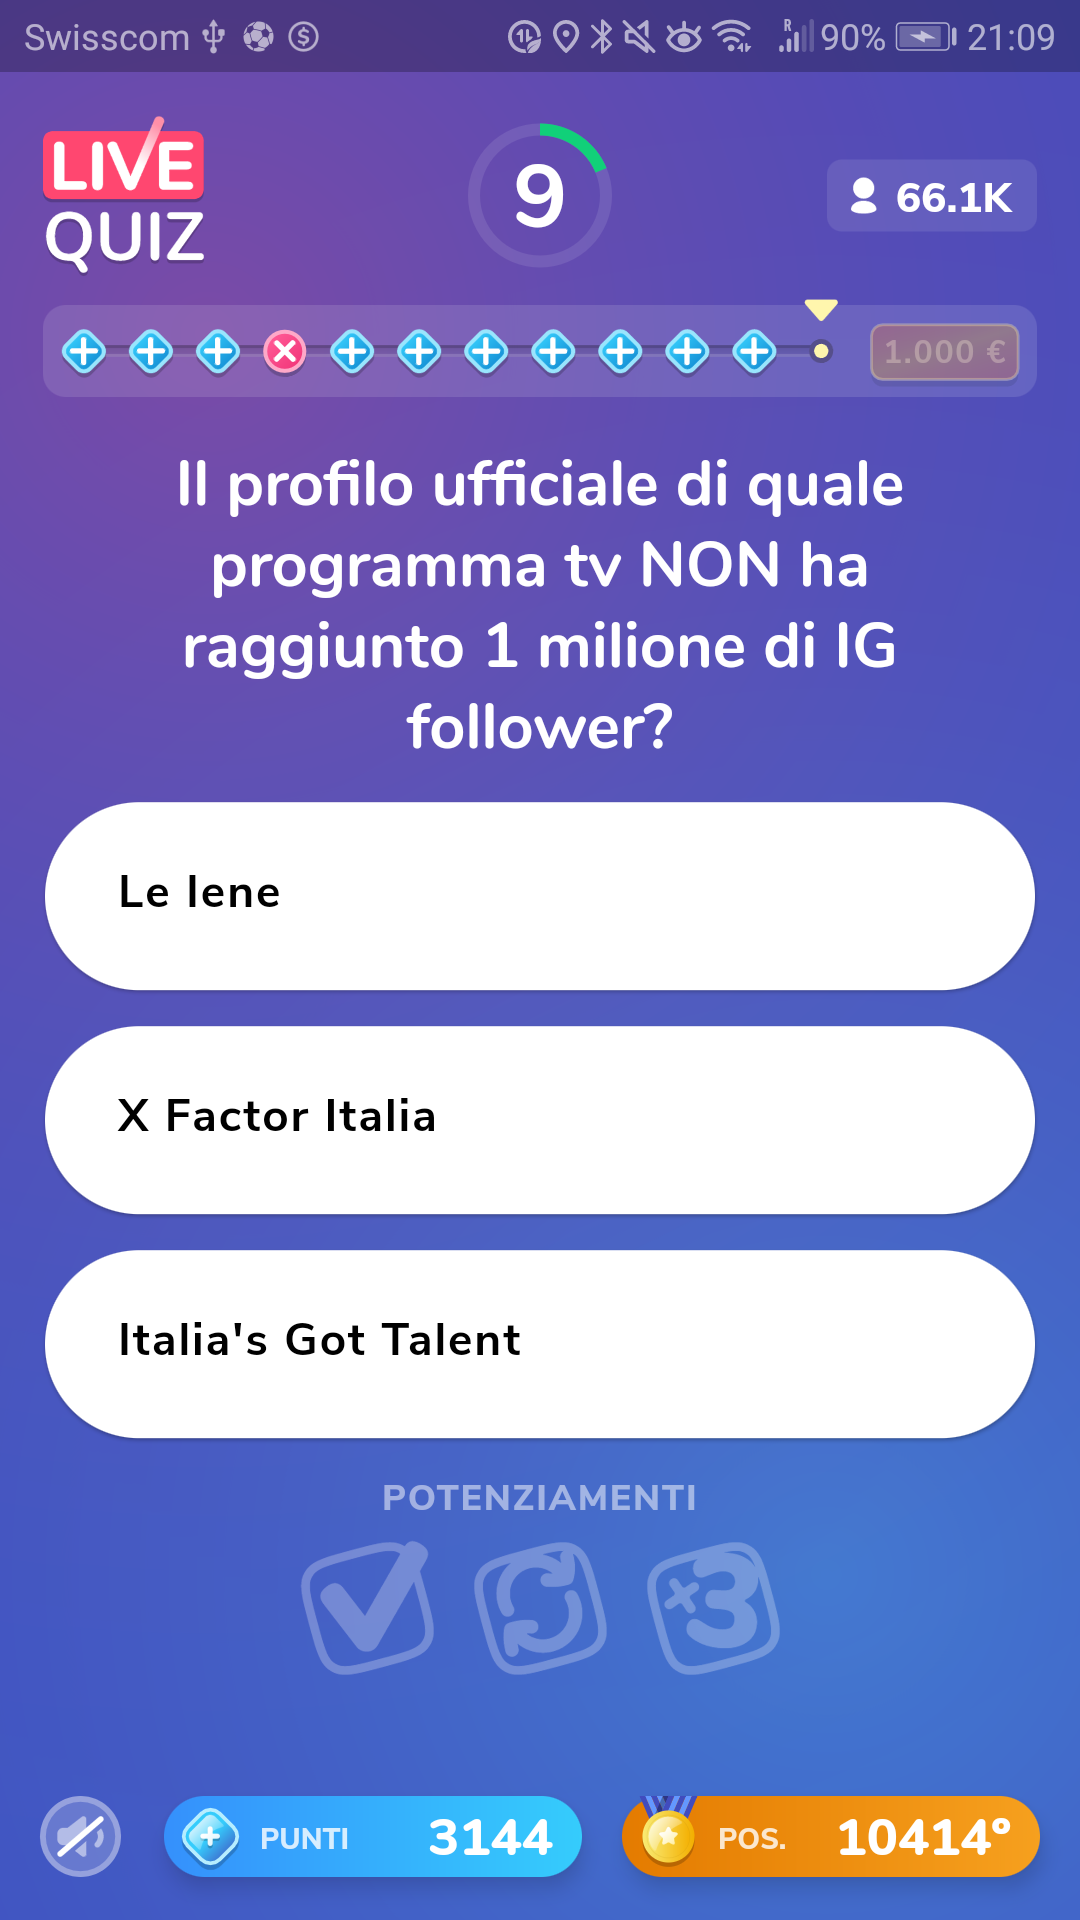 Swisscom
R 90% 21:09
LIVE
QUIZ
9
66.1K
1.000 €
Il profilo ufficiale di quale
programma tv NON ha
raggiunto 1 milione di IG
follower?
Le Iene
X Factor Italia
Italia's Got Talent
POTENZIAMENTI
×3
PUNTI 3144
POS. 10414°